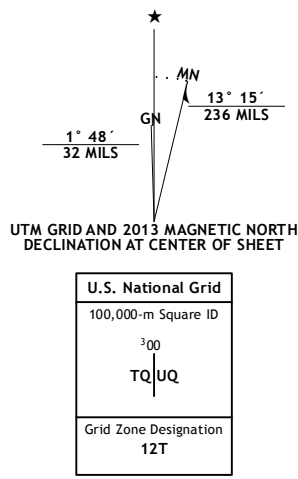 ★
MN
GN
13° 15´
236 MILS
1° 48´
32 MILS
UTM GRID AND 2013 MAGNETIC NORTH
DECLINATION AT CENTER OF SHEET
U.S. National Grid
100,000-m Square ID
³00
TQ UQ
Grid Zone Designation
12T